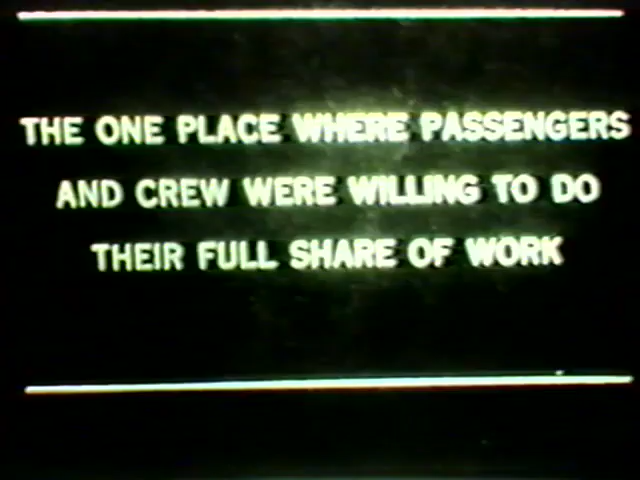 THE ONE PLACE WHERE PASSENGERS
AND CREW WERE WILLING TO DO
THEIR FULL SHARE OF WORK